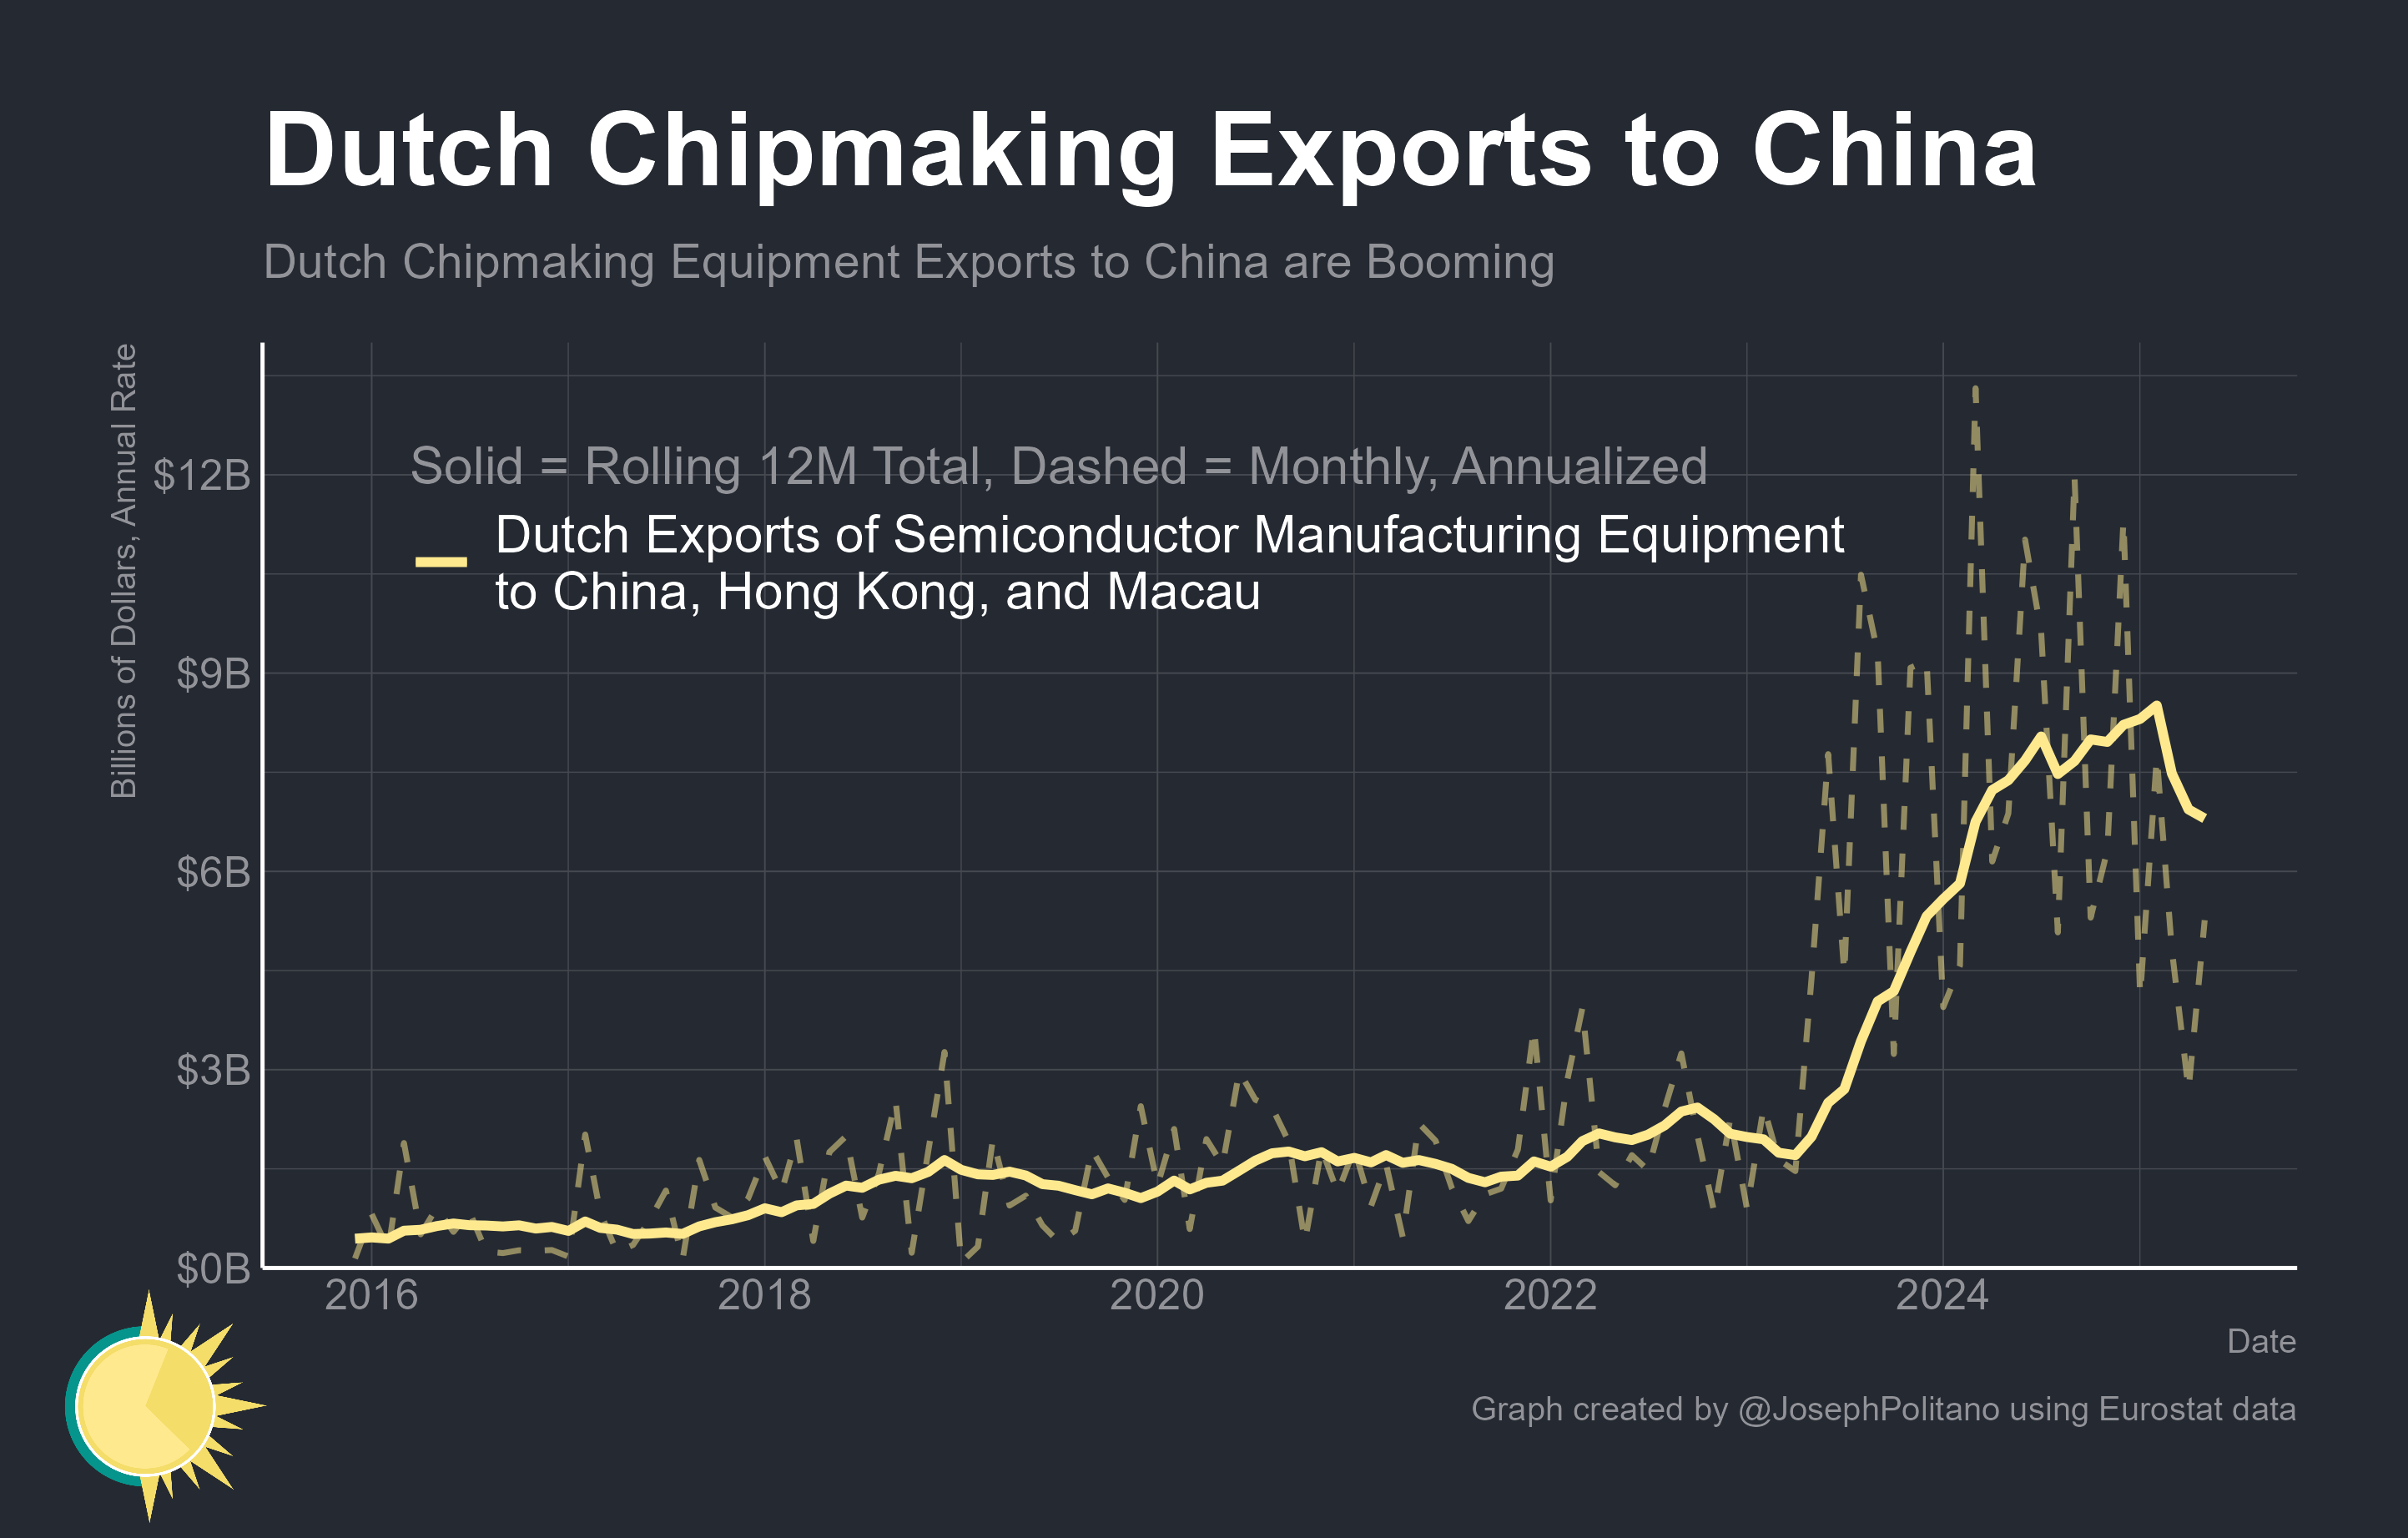 Dutch Chipmaking Exports to China
Dutch Chipmaking Equipment Exports to China are Booming
Billions of Dollars, Annual Rate
$12B
$9B
$6B
$3B
$0B
Solid = Rolling 12M Total, Dashed = Monthly, Annualized
Dutch Exports of Semiconductor Manufacturing Equipment
to China, Hong Kong, and Macau
2016 2018 2020 2022 2024
Date
Graph created by @JosephPolitano using Eurostat data